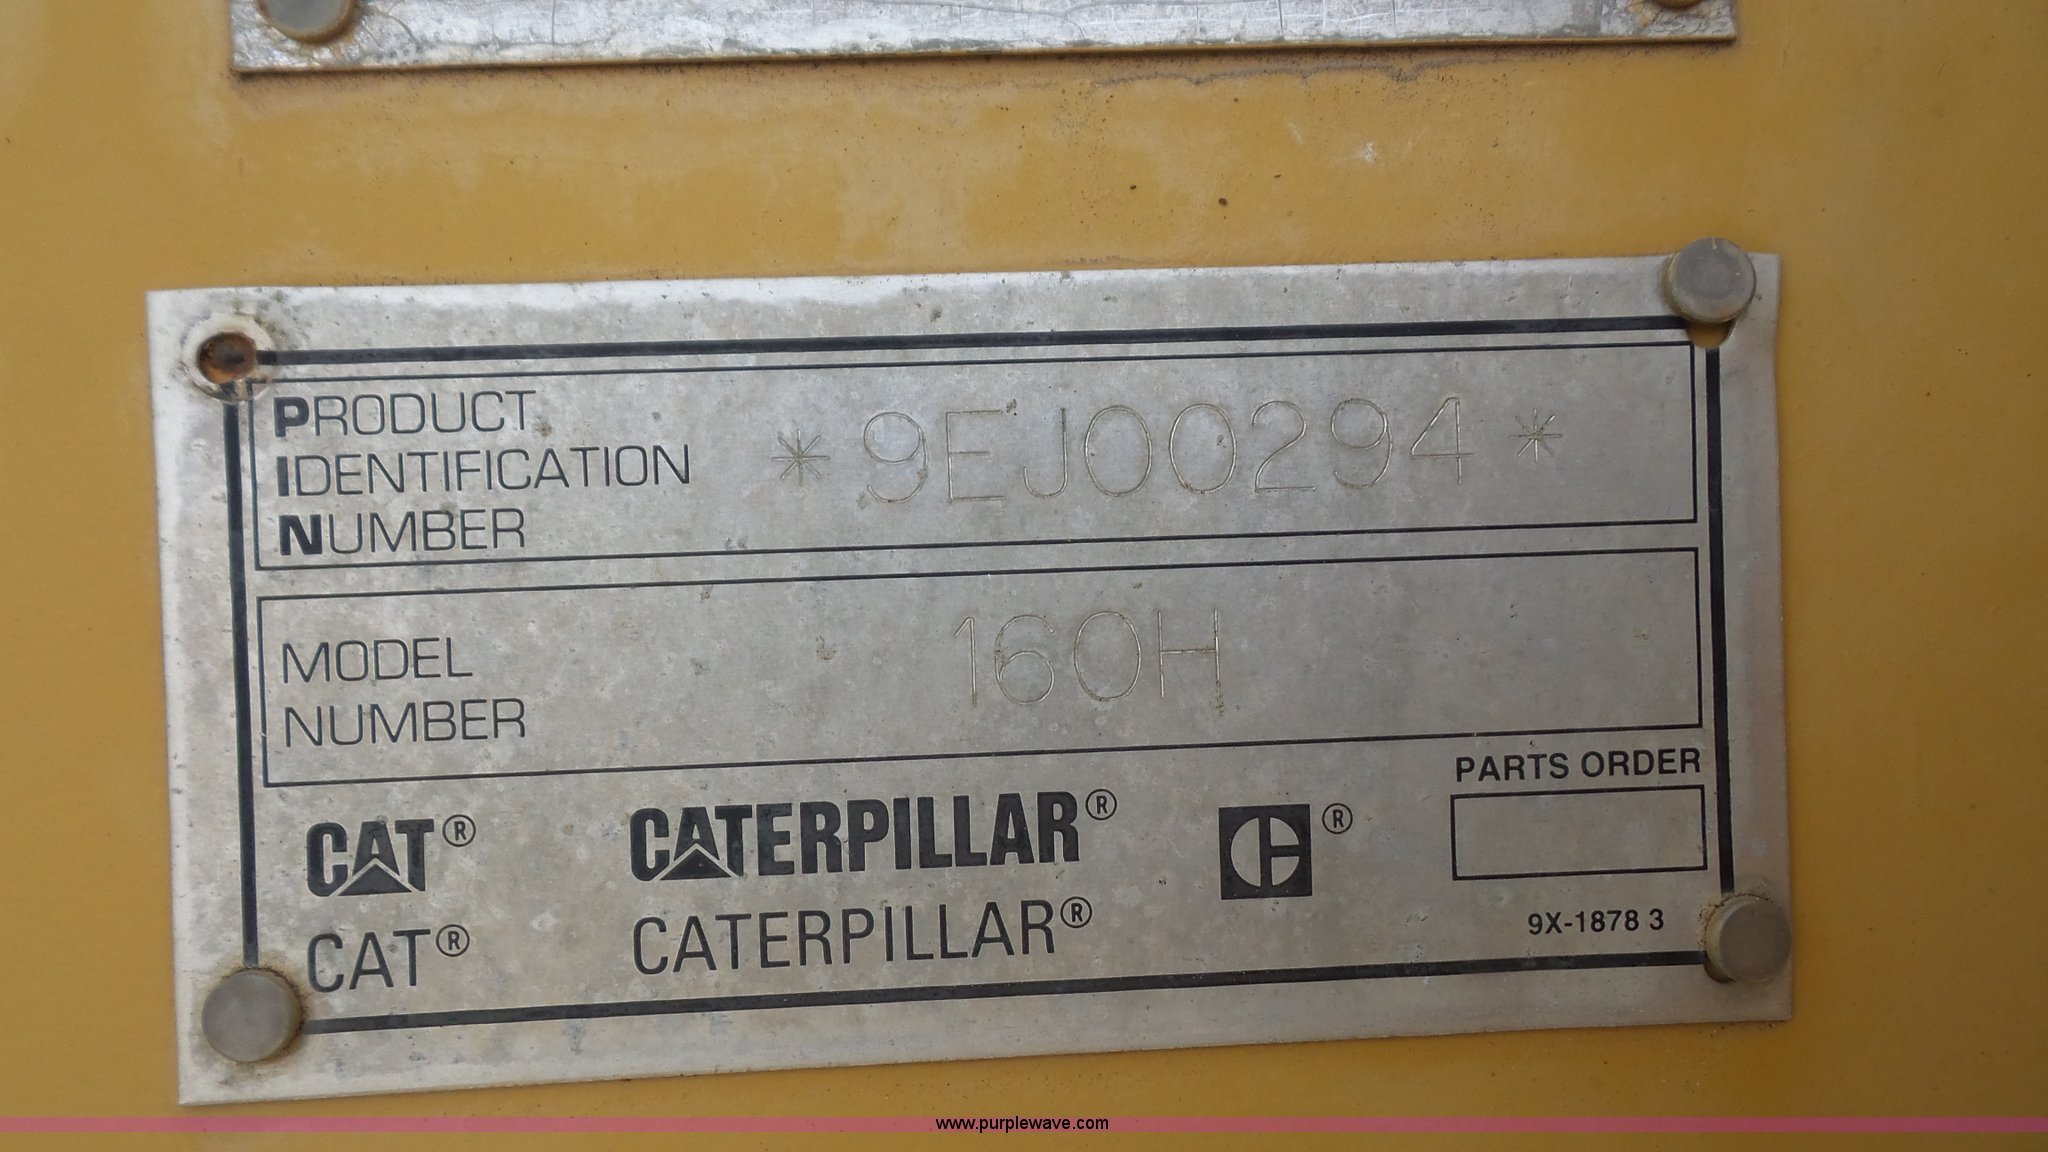 PRODUCT
IDENTIFICATION
NUMBER
*9EJ00294*
MODEL
NUMBER
160H
PARTS ORDER
CAT® CATERPILLAR® ®
CAT® CATERPILLAR®
9X-1878 3
www.purplewave.com